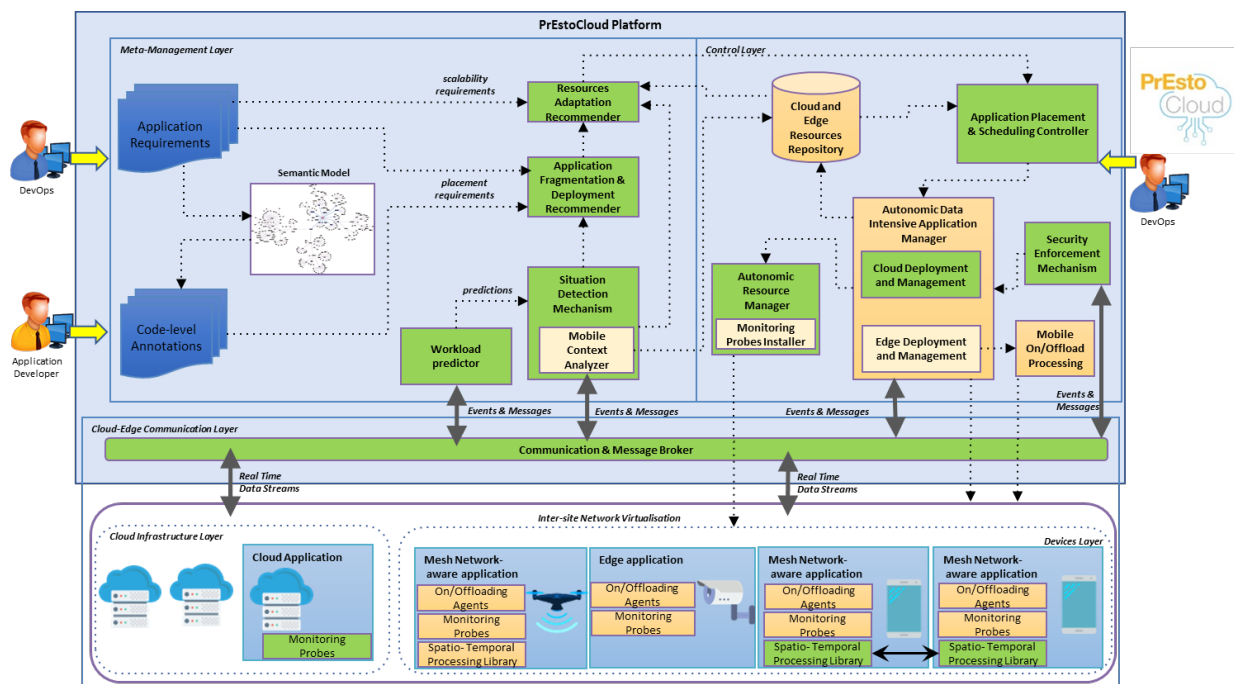 PrEstoCloud Platform
Meta-Management Layer
Control Layer
PrEsto
Cloud
scalability
requirements
Resources
Adaptation
Recommender
Cloud and
Edge
Resources
Repository
Application Placement
& Scheduling Controller
Application
Requirements
DevOps
DevOps
Semantic Model
placement
requirements
Application
Fragmentation &
Deployment
Recommender
Autonomic Data
Intensive Application
Manager
Cloud Deployment
and Management
Edge Deployment
and Management
Security
Enforcement
Mechanism
Autonomic
Resource
Manager
Monitoring
Probes Installer
Mobile
On/Offload
Processing
predictions
Situation
Detection
Mechanism
Mobile
Context
Analyzer
Workload
predictor
Code-level
Annotations
Application
Developer
Events & Messages
Events & Messages
Events & Messages
Events &
Messages
Cloud-Edge Communication Layer
Communication & Message Broker
Real Time
Data Streams
Real Time
Data Streams
Inter-site Network Virtualisation
Cloud Infrastructure Layer
Devices Layer
Cloud Application
Monitoring
Probes
Mesh Network-
aware application
On/Offloading
Agents
Monitoring
Probes
Spatio- Temporal
Processing Library
Edge application
On/Offloading
Agents
Monitoring
Probes
Mesh Network-
aware application
On/Offloading
Agents
Monitoring
Probes
Spatio- Temporal
Processing Library
Mesh Network-
aware application
On/Offloading
Agents
Monitoring
Probes
Spatio- Temporal
Processing Library